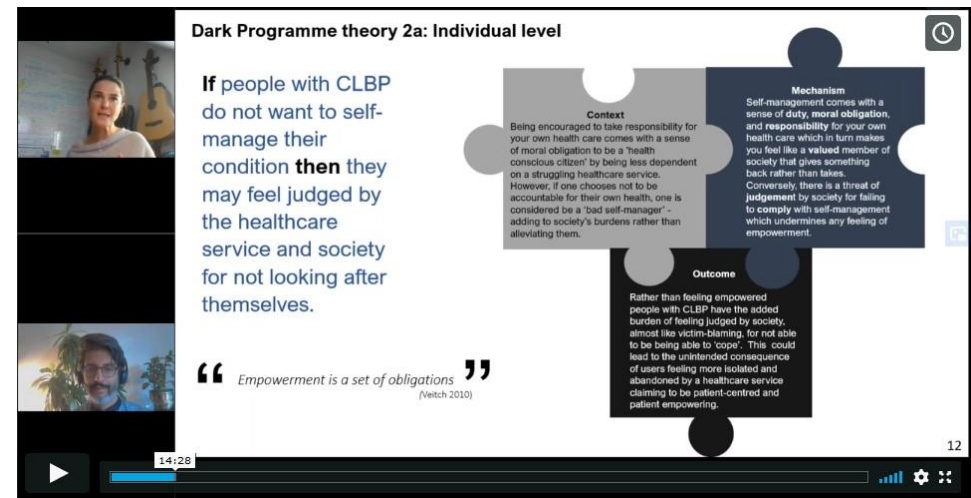 Dark Programme theory 2a: Individual level
If people with CLBP
do not want to self-
manage their
condition then they
may feel judged by
the healthcare
service and society
for not looking after
themselves.
“ Empowerment is a set of obligations ”
(Veitch 2010)
Context
Being encouraged to take responsibility for
your own health care comes with a sense
of moral obligation to be a 'health
conscious citizen' by being less dependent
on a struggling healthcare service.
However, if one chooses not to be
accountable for their own health, one is
considered be a 'bad self-manager' -
adding to society's burdens rather than
alleviating them.
Mechanism
Self-management comes with a
sense of duty, moral obligation,
and responsibility for your own
health care which in turn makes
you feel like a valued member of
society that gives something
back rather than takes.
Conversely, there is a threat of
judgement by society for failing
to comply with self-management
which undermines any feeling of
empowerment.
Outcome
Rather than feeling empowered
people with CLBP have the added
burden of feeling judged by society,
almost like victim-blaming, for not able
to be being able to 'cope'. This could
lead to the unintended consequence
of users feeling more isolated and
abandoned by a healthcare service
claiming to be patient-centred and
patient empowering.
12
14:28